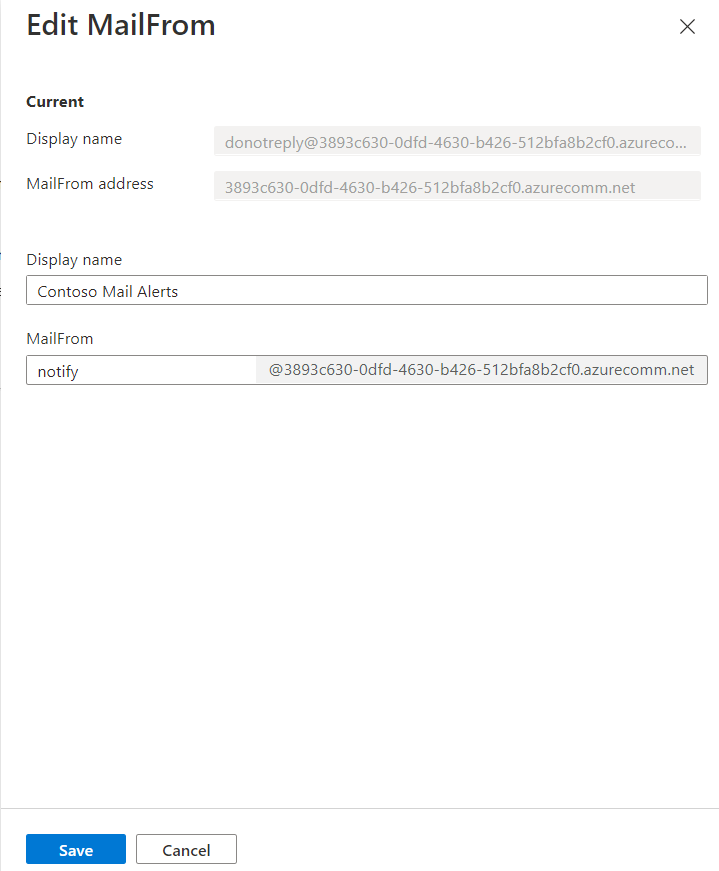 Edit MailFrom
Current
Display name donotreply@3893c630-0dfd-4630-b426-512bfa8b2cf0.azureco...
MailFrom address 3893c630-0dfd-4630-b426-512bfa8b2cf0.azurecomm.net
Display name
Contoso Mail Alerts
MailFrom
notify @3893c630-0dfd-4630-b426-512bfa8b2cf0.azurecomm.net
Save Cancel